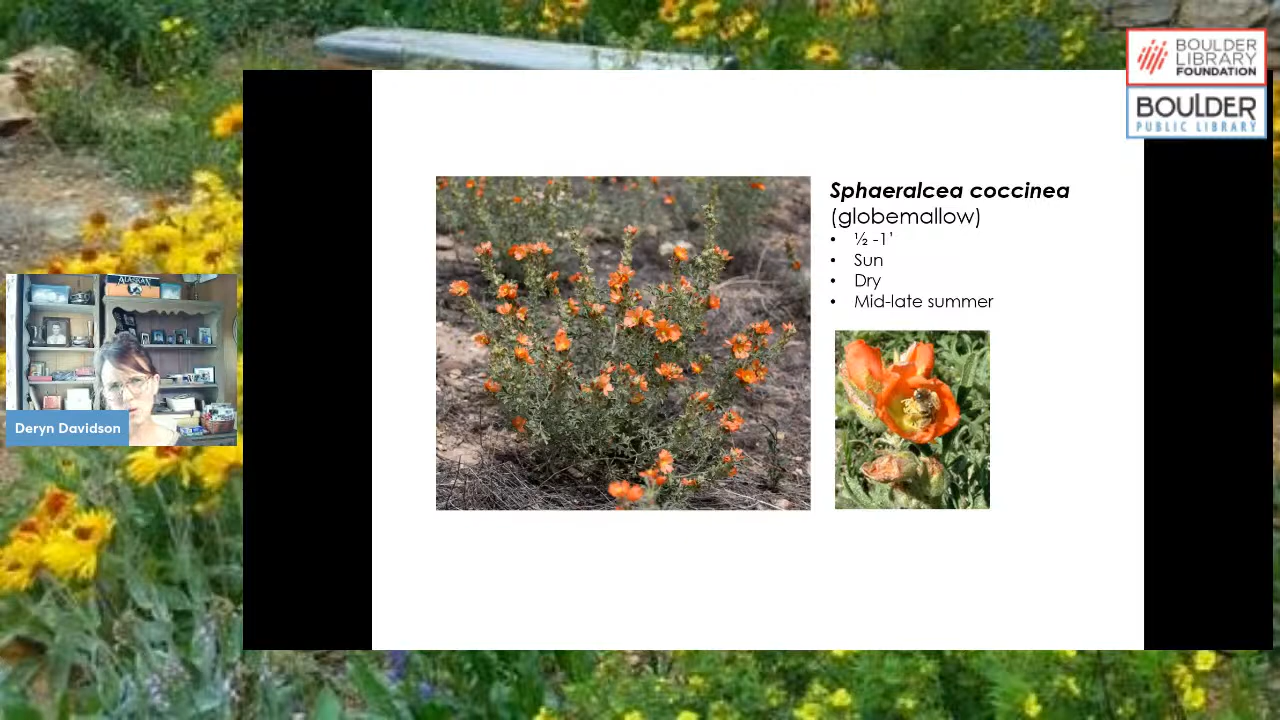 BOULDER
LIBRARY
FOUNDATION
BOULDER
PUBLIC LIBRARY
Sphaeralcea coccinea
(globemallow)
• ½ -1'
• Sun
• Dry
• Mid-late summer
Deryn Davidson